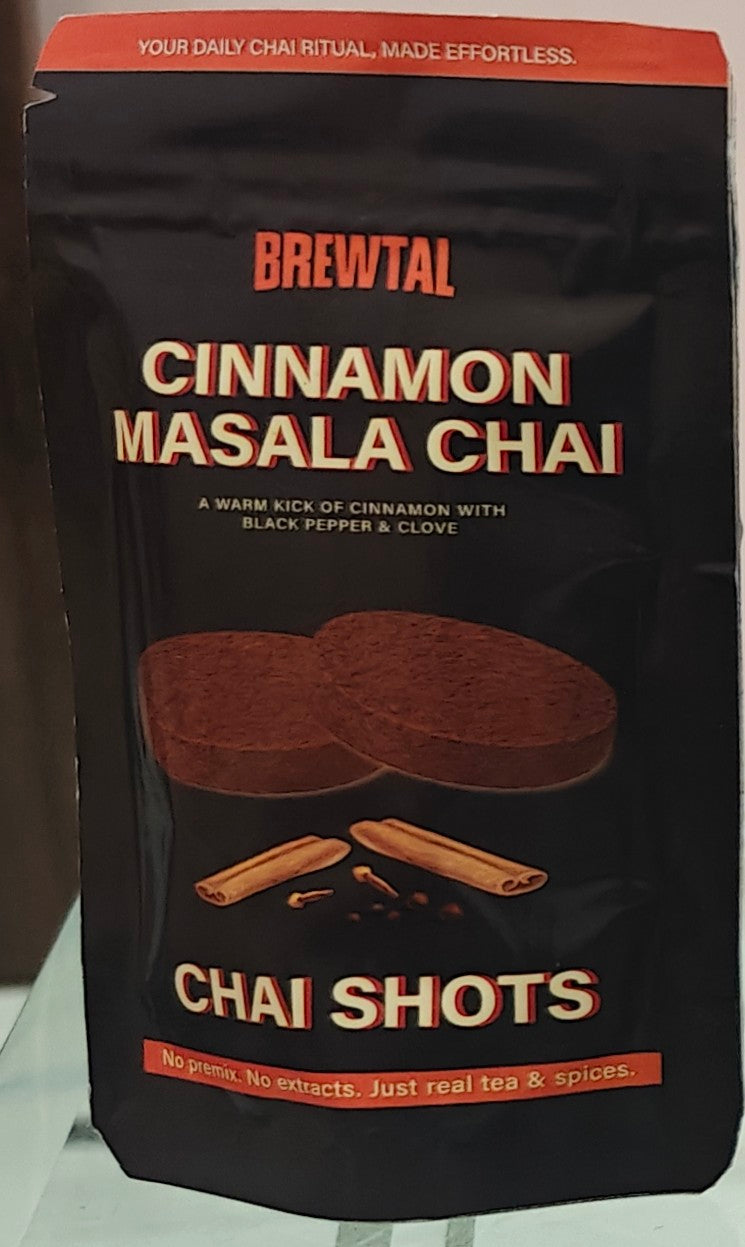 YOUR DAILY CHAI RITUAL, MADE EFFORTLESS.
BREWTAL
CINNAMON
MASALA CHAI
A WARM KICK OF CINNAMON WITH
BLACK PEPPER & CLOVE
CHAI SHOTS
No premix. No extracts. Just real tea & spices.